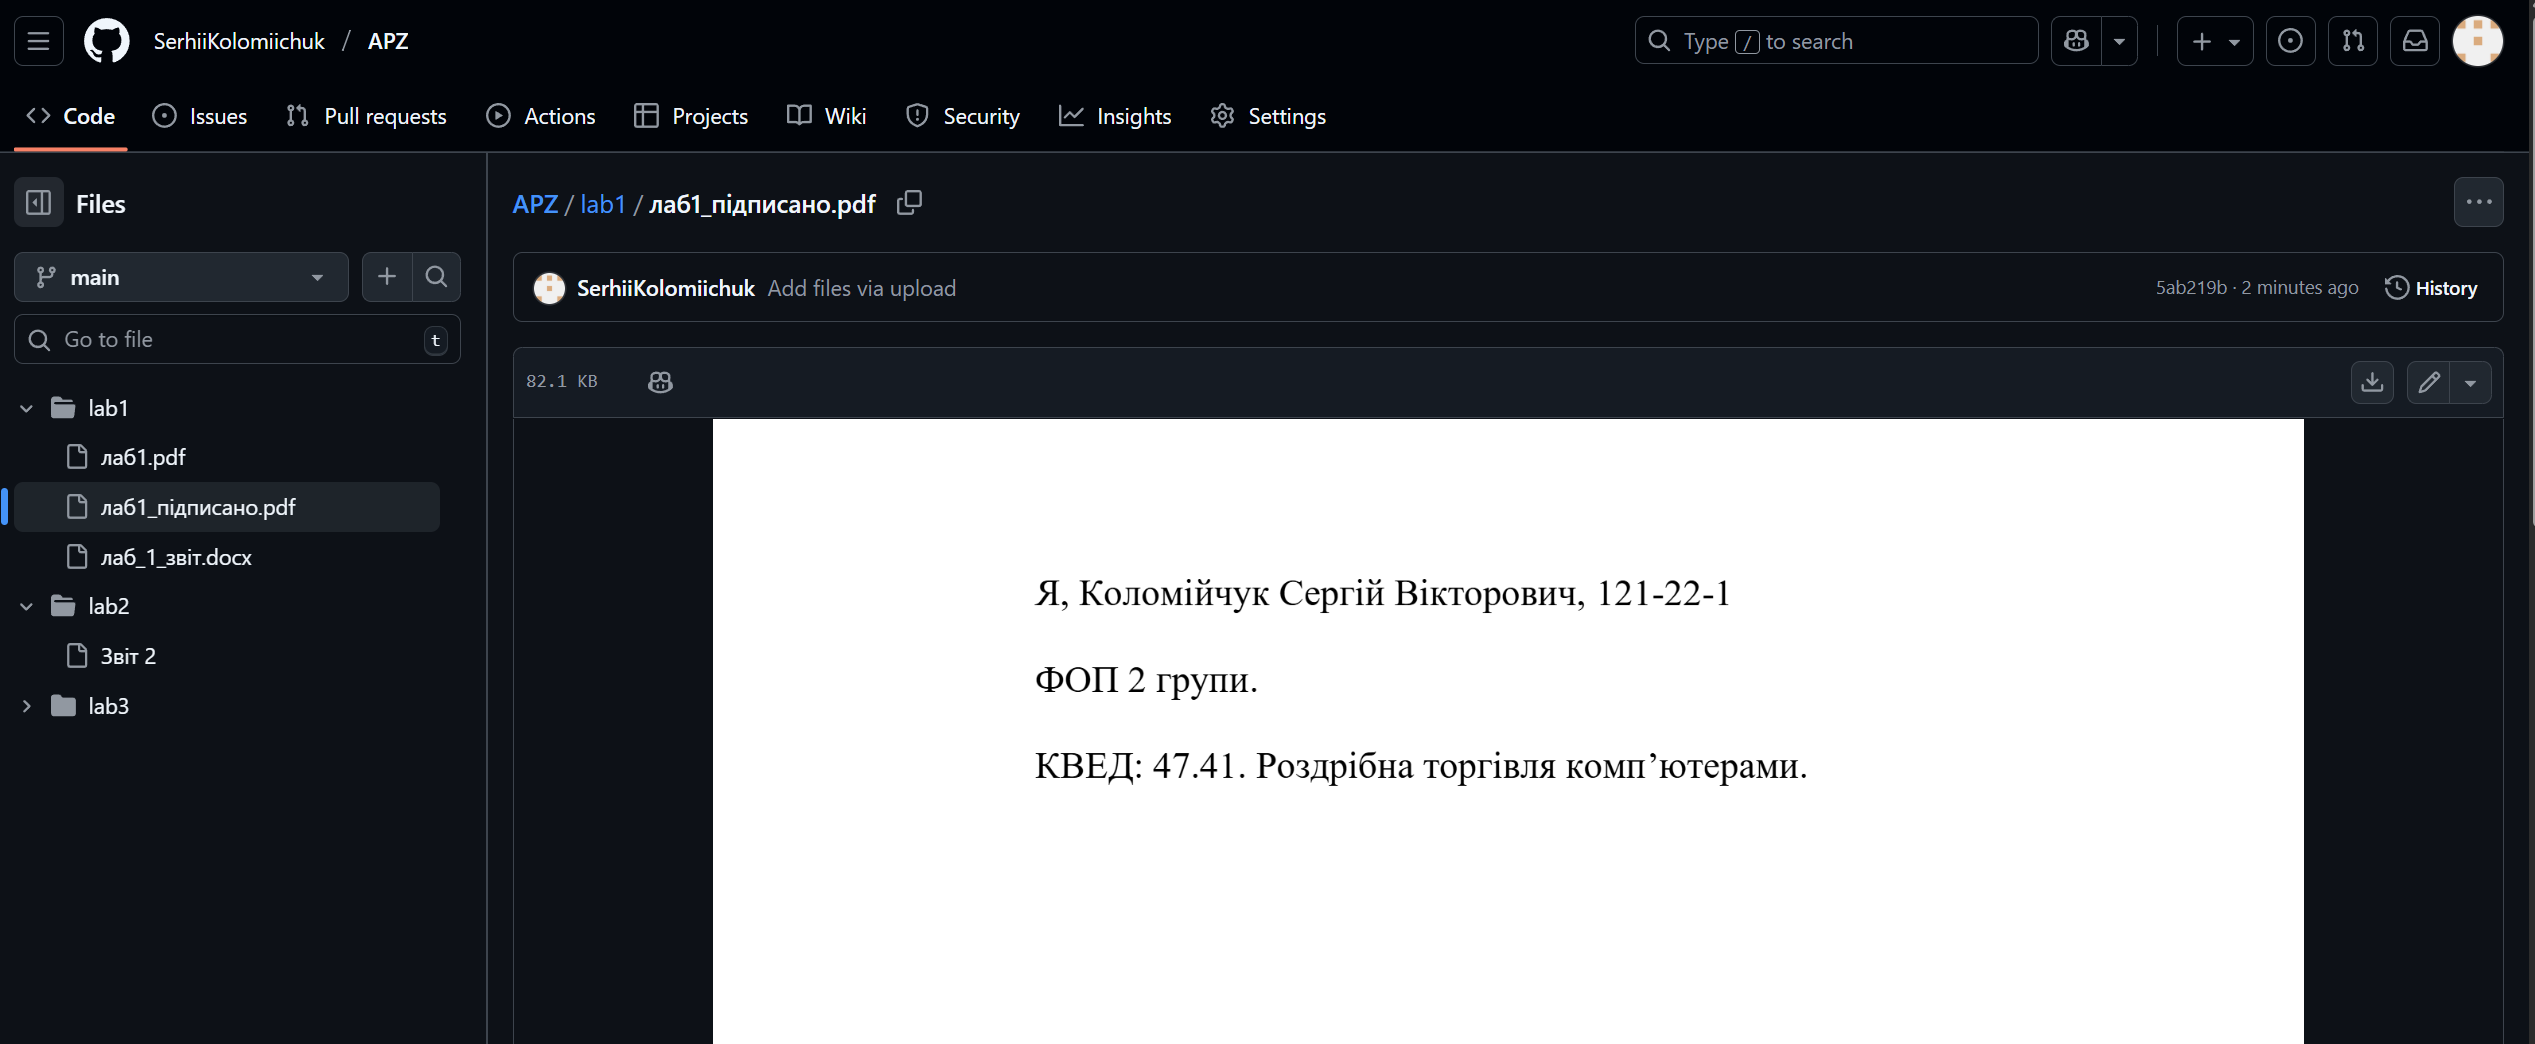 SerhiiKolomiichuk / APZ
Type / to search
Code
Issues
Pull requests
Actions
Projects
Wiki
Security
Insights
Settings
Files
main
Go to file
t
lab1
лаб1.pdf
лаб1_підписано.pdf
лаб_1_звіт.docx
lab2
Звіт 2
lab3
APZ / lab1 / лаб1_підписано.pdf
SerhiiKolomiichuk Add files via upload
5ab219b · 2 minutes ago
History
82.1 KB
Я, Коломійчук Сергій Вікторович, 121-22-1
ФОП 2 групи.
КВЕД: 47.41. Роздрібна торгівля комп’ютерами.